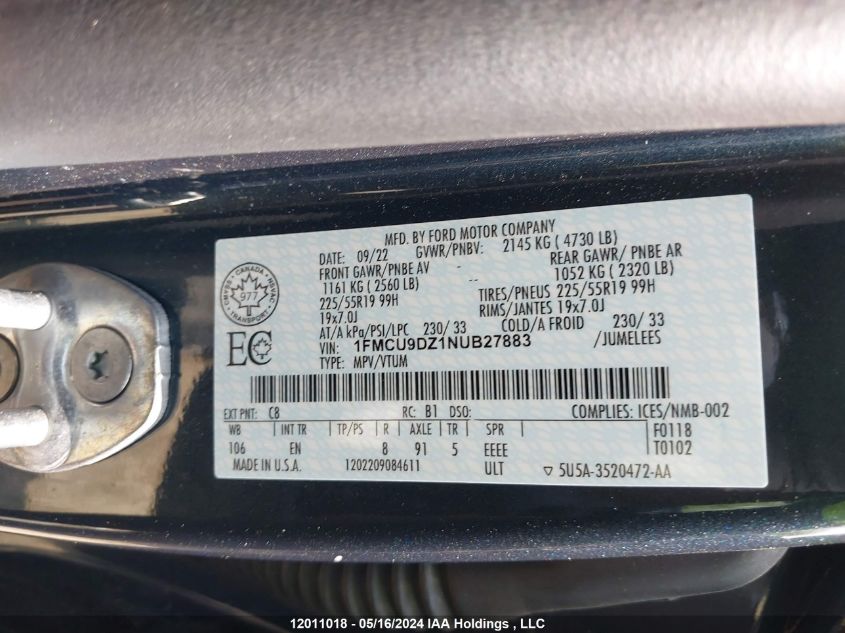 MFD. BY FORD MOTOR COMPANY
DATE: 09/22 GVWR/PNBV: 2145 KG ( 4730 LB)
FRONT GAWR/PNBE AV - -- REAR GAWR/ PNBE AR
1161 KG ( 2560 LB) 1052 KG ( 2320 LB)
225/55R19 99H TIRES/PNEUS 225/55R19 99H
19x7.0J RIMS/JANTES 19x7.0J
AT/A kPa/PSI/LPC 230/ 33 COLD/A FROID 230/ 33
VIN: 1FMCU9DZ1NUB27883 /JUMELEES
TYPE: MPV/VTUM
CANADA
977
TRANSPORT
EC
EXT PNT: C8 RC: B1 DSO: COMPLIES: ICES/NMB-002
WB INT TR TP/PS R AXLE TR SPR F0118
106 EN 8 91 5 EEEE T0102
MADE IN U.S.A. 1202209084611 ULT ▽ 5U5A-3520472-AA
12011018 - 05/16/2024 IAA Holdings , LLC